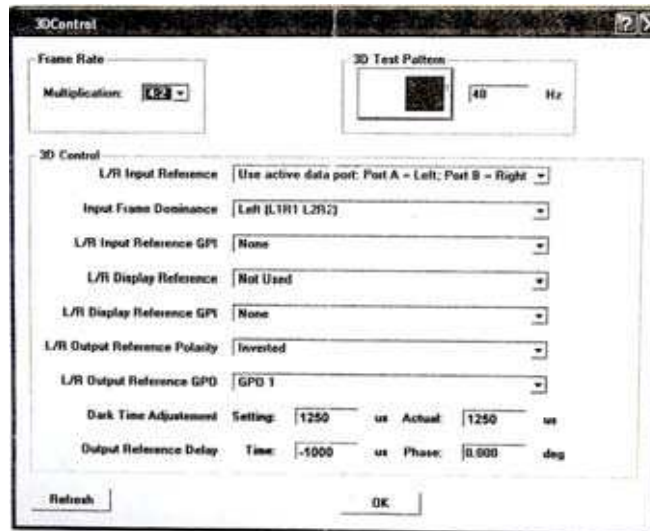 3DControl
Frame Rate
Multiplication: 4:2
3D Test Pattern
48 Hz
3D Control
L/R Input Reference Use active data port: Port A = Left; Port B = Right
Input Frame Dominance Left (L1R1 L2R2)
L/R Input Reference GPI None
L/R Display Reference Not Used
L/R Display Reference GPI None
L/R Output Reference Polarity Inverted
L/R Output Reference GPO GPO 1
Dark Time Adjustement Setting: 1250 us Actual: 1250 us
Output Reference Delay Time: -1000 us Phase: 0.000 deg
Refresh OK